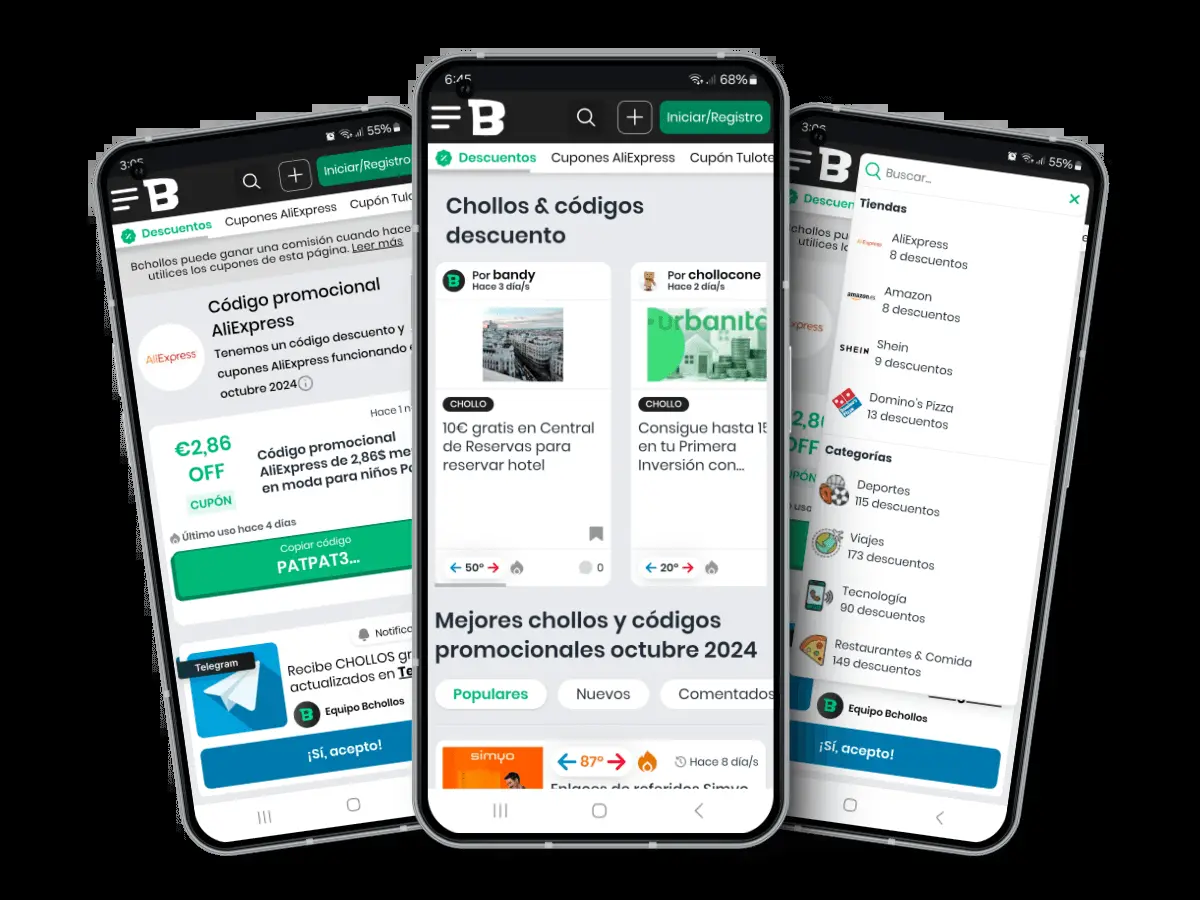 3:05
55%
B
Iniciar/Registro
Descuentos
Cupones AliExpress
Cupón Tulo
Bchollos puede ganar una comisión cuando hace
utilices los cupones de esta página. Leer más
AliExpress
Código promocional
AliExpress
Tenemos un código descuento y
cupones AliExpress funcionando
octubre 2024
Hace 1
€2,86
OFF
CUPÓN
Código promocional
AliExpress de 2,86$
en moda para niños
Último uso hace 4 días
Copiar código
PATPAT3...
Notific
Telegram
Recibe CHOLLOS
actualizados en
B
Equipo Bchollos
¡Sí, acepto!
6:45
68%
B
Iniciar/Registro
Descuentos
Cupones AliExpress
Cupón Tulote
Chollos & códigos
descuento
B
Por bandy
Hace 3 día/s
CHOLLO
10€ gratis en Central
de Reservas para
reservar hotel
50°
0
Por chollocone
Hace 2 día/s
urbanita
CHOLLO
Consigue hasta 15
en tu Primera
Inversión con...
20°
Mejores chollos y códigos
promocionales octubre 2024
Populares
Nuevos
Comentados
simyo
87°
Hace 8 día/s
Enlaces de referidos Simyo
3:06
55%
B
Descuen
Buscar...
Tiendas
AliExpress
AliExpress
8 descuentos
amazon.es
Amazon
8 descuentos
SHEIN
Shein
9 descuentos
Domino's Pizza
Domino's Pizza
13 descuentos
Categorías
Deportes
115 descuentos
Viajes
173 descuentos
Tecnología
90 descuentos
Restaurantes & Comida
149 descuentos
B
Equipo Bchollos
¡Sí, acepto!